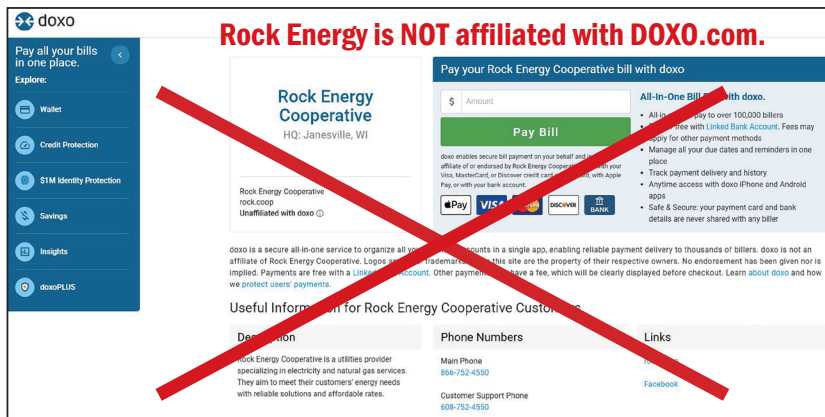 doxo
Rock Energy is NOT affiliated with DOXO.com.
Pay all your bills
in one place.
Explore:
Wallet
Credit Protection
$1M Identity Protection
Savings
Insights
doxoPLUS
Rock Energy
Cooperative
HQ: Janesville, WI
Rock Energy Cooperative
rock.coop
Unaffiliated with doxo
Pay your Rock Energy Cooperative bill with doxo
$ Amount
Pay Bill
doxo enables secure bill payment on your behalf and is
affiliate of or endorsed by Rock Energy Cooperative. with your
Visa, MasterCard, or Discover credit card, with Apple
Pay, or with your bank account.
Pay VISA DISCOVER BANK
All-In-One Bill with doxo.
All-in pay to over 100,000 billers
free with Linked Bank Account. Fees may
apply for other payment methods
Manage all your due dates and reminders in one
place
Track payment delivery and history
Anytime access with doxo iPhone and Android
apps
Safe & Secure: your payment card and bank
details are never shared with any biller
doxo is a secure all-in-one service to organize all your accounts in a single app, enabling reliable payment delivery to thousands of billers. doxo is not an
affiliate of Rock Energy Cooperative. Logos trademarks this site are the property of their respective owners. No endorsement has been given nor is
implied. Payments are free with a Linked Account. Other payment have a fee, which will be clearly displayed before checkout. Learn about doxo and how
we protect users' payments.
Useful Information for Rock Energy Cooperative Customers
Description
Rock Energy Cooperative is a utilities provider
specializing in electricity and natural gas services.
They aim to meet their customers' energy needs
with reliable solutions and affordable rates.
Phone Numbers
Main Phone
866-752-4550
Customer Support Phone
608-752-4550
Links
Facebook